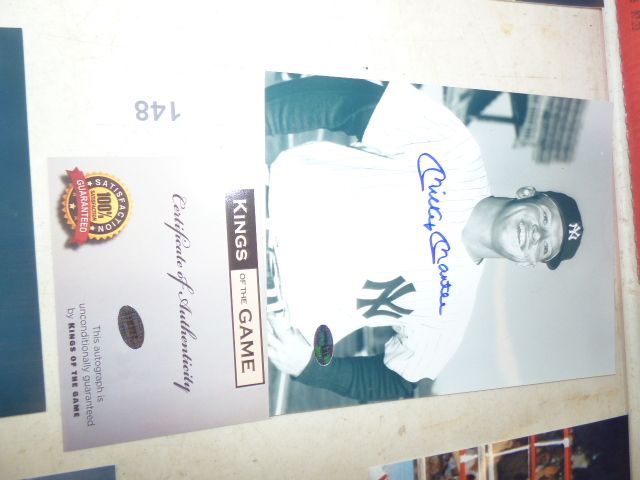 148
Mickey Mantle
NY
NY
KINGS OF THE GAME
Certificate of Authenticity
SATISFACTION
100%
GUARANTEED
This autograph is
unconditionally guaranteed
by KINGS OF THE GAME